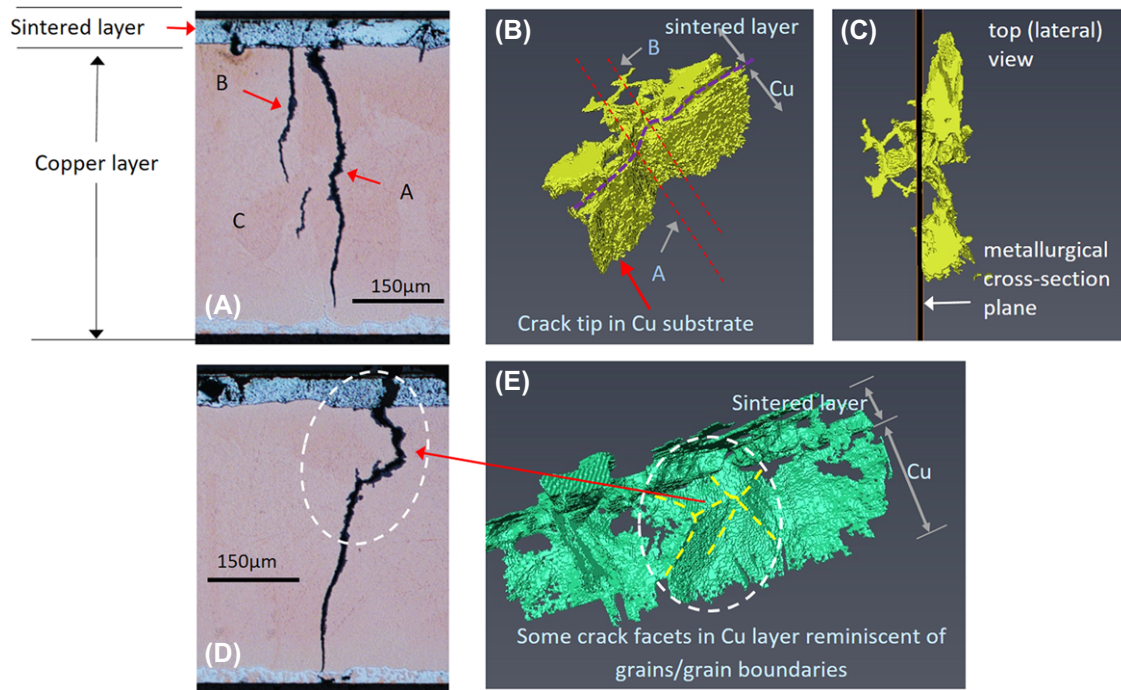 Sintered layer
Copper layer
B
A
C
150μm
(A)
(B)
sintered layer
B
Cu
A
Crack tip in Cu substrate
(C)
top (lateral)
view
metallurgical
cross-section
plane
150μm
(D)
(E)
Sintered layer
Cu
Some crack facets in Cu layer reminiscent of
grains/grain boundaries